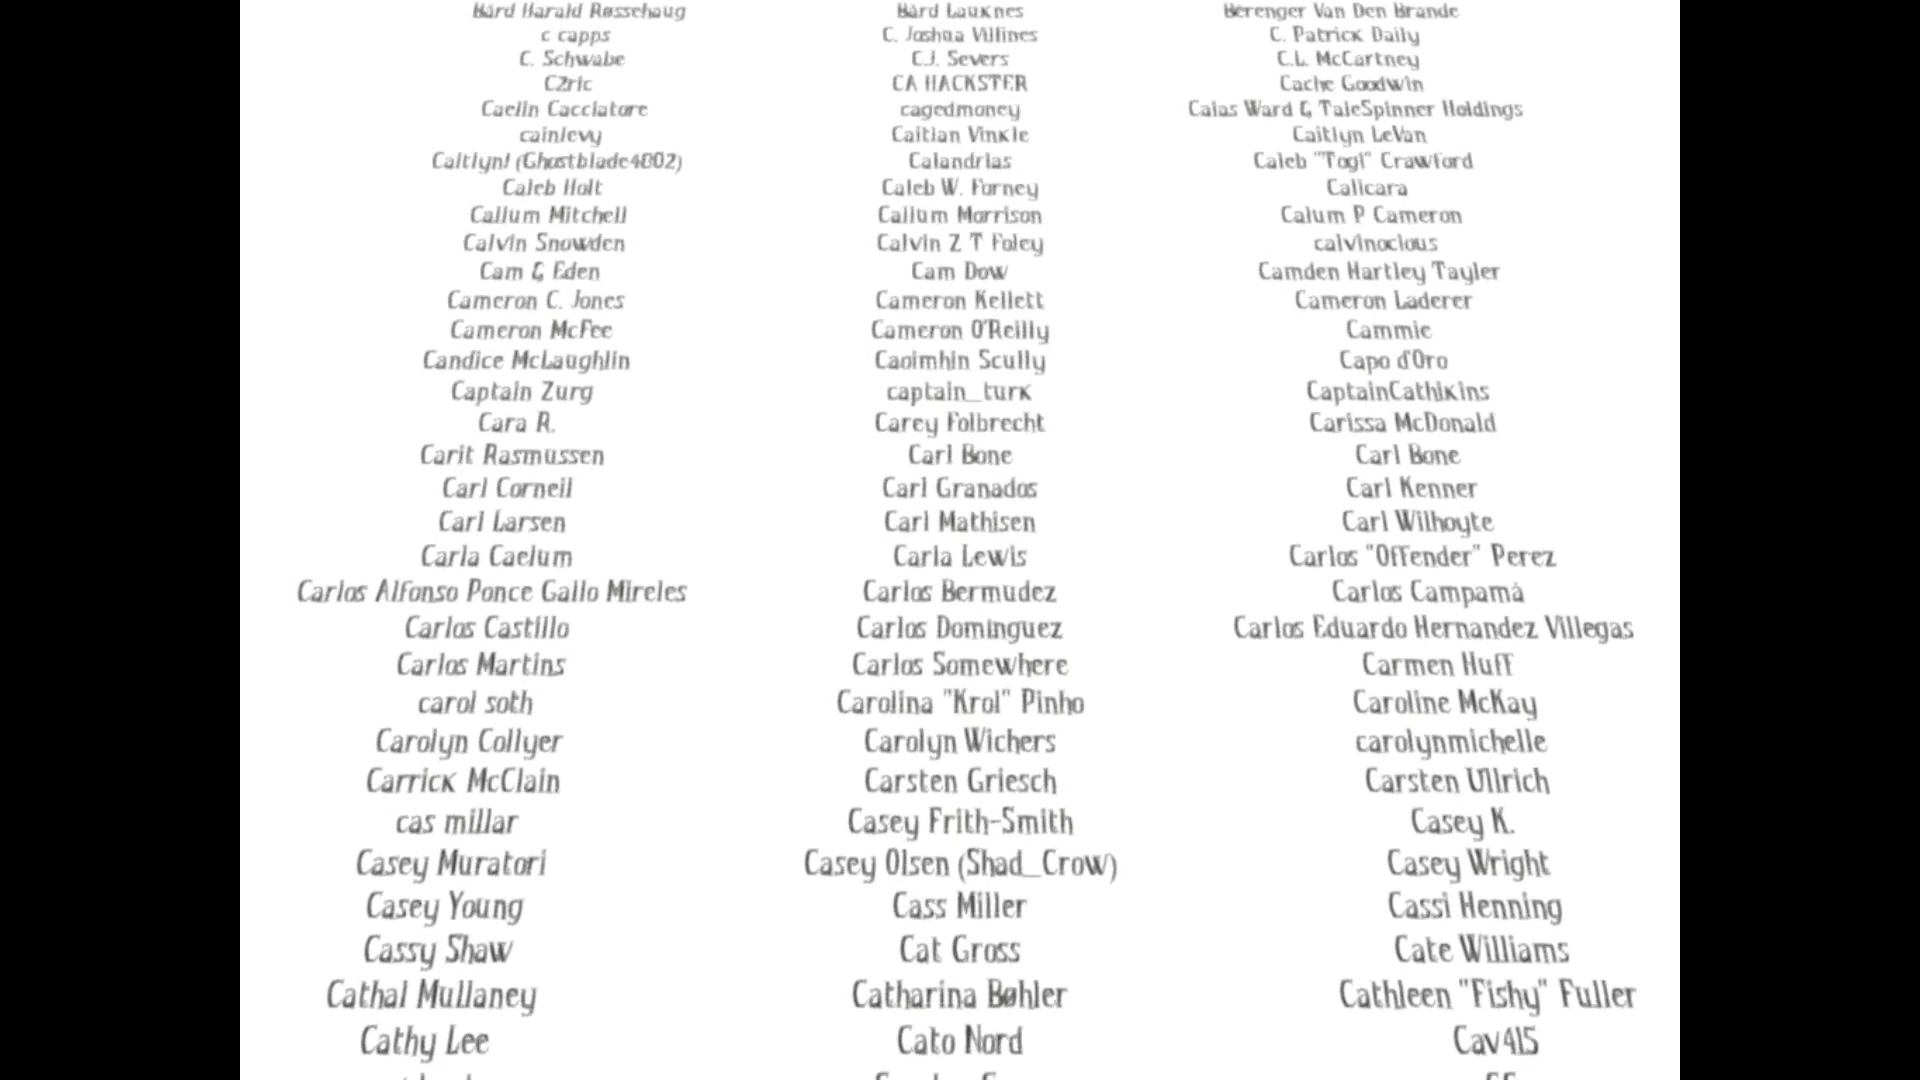 Bård Harald Røssehaug Bård Lauknes Berenger Van Den Brande
c capps C. Joshua Villines C. Patrick Daily
C. Schwabe C.J. Severs C.L. McCartney
C2ric CA HACKSTER Cache Goodwin
Caelin Cacciatore cagedmoney Caias Ward & TaleSpinner Holdings
cainlevy Caitlan Vinkle Caitlyn LeVan
Caitlyn! (Ghostblade4002) Calandrias Caleb "Togi" Crawford
Caleb Holt Caleb W. Forney Calicara
Callum Mitchell Callum Morrison Calum P Cameron
Calvin Snowden Calvin Z T Foley calvinocious
Cam & Eden Cam Dow Camden Hartley Tayler
Cameron C. Jones Cameron Kellett Cameron Laderer
Cameron McFee Cameron O'Reilly Cammie
Candice McLaughlin Caoimhin Scully Capo d'Oro
Captain Zurg captain_turk CaptainCathikins
Cara R. Carey Folbrecht Carissa McDonald
Carit Rasmussen Carl Bone Carl Bone
Carl Corneil Carl Granados Carl Kenner
Carl Larsen Carl Mathisen Carl Wilhoyte
Carla Caelum Carla Lewis Carlos "Offender" Perez
Carlos Alfonso Ponce Gallo Mireles Carlos Bermudez Carlos Campamà
Carlos Castillo Carlos Dominguez Carlos Eduardo Hernandez Villegas
Carlos Martins Carlos Somewhere Carmen Huff
carol soth Carolina "Krol" Pinho Caroline McKay
Carolyn Collyer Carolyn Wichers carolynmichelle
Carrick McClain Carsten Griesch Carsten Ullrich
cas millar Casey Frith-Smith Casey K.
Casey Muratori Casey Olsen (Shad_Crow) Casey Wright
Casey Young Cass Miller Cassi Henning
Cassy Shaw Cat Gross Cate Williams
Cathal Mullaney Catharina Bøhler Cathleen "Fishy" Fuller
Cathy Lee Cato Nord Cav415